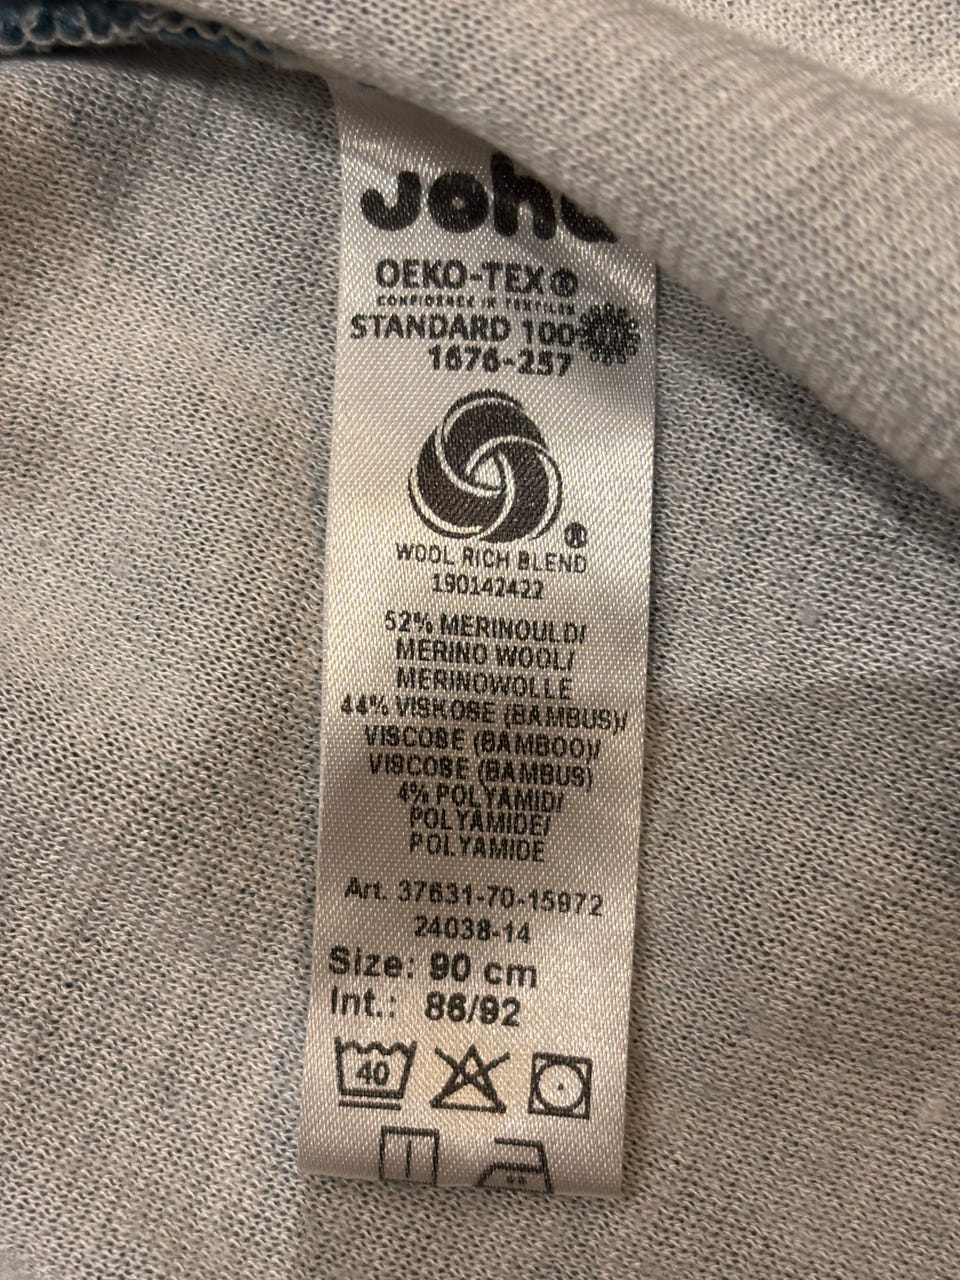 Joha
OEKO-TEX®
CONFIDENCE IN TEXTILES
STANDARD 100
1676-257
®
WOOL RICH BLEND
190142422
52% MERINOULD/
MERINO WOOL/
MERINOWOLLE
44% VISKOSE (BAMBUS)/
VISCOSE (BAMBOO)/
VISCOSE (BAMBUS)
4% POLYAMID/
POLYAMIDE/
POLYAMIDE
Art. 37631-70-15972
24038-14
Size: 90 cm
Int.: 86/92
40